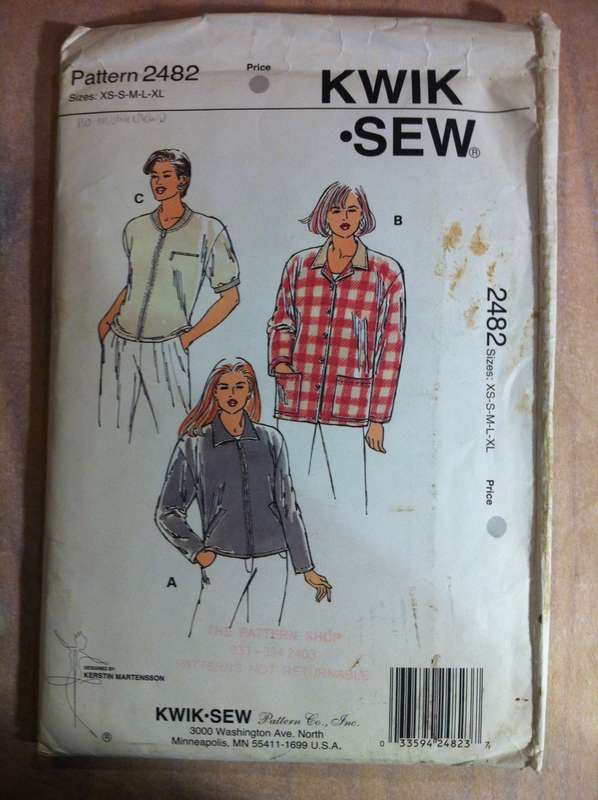 Pattern 2482
Sizes: XS-S-M-L-XL
Price
KWIK
•SEW®
C
B
A
2482 Sizes: XS-S-M-L-XL
Price
THE PATTERN SHOP
PATTERNS NOT RETURNABLE
DESIGNED BY:
KERSTIN MARTENSSON
®
KWIK•SEW Pattern Co., Inc.
3000 Washington Ave. North
Minneapolis, MN 55411-1699 U.S.A.
0 33594 24823 7